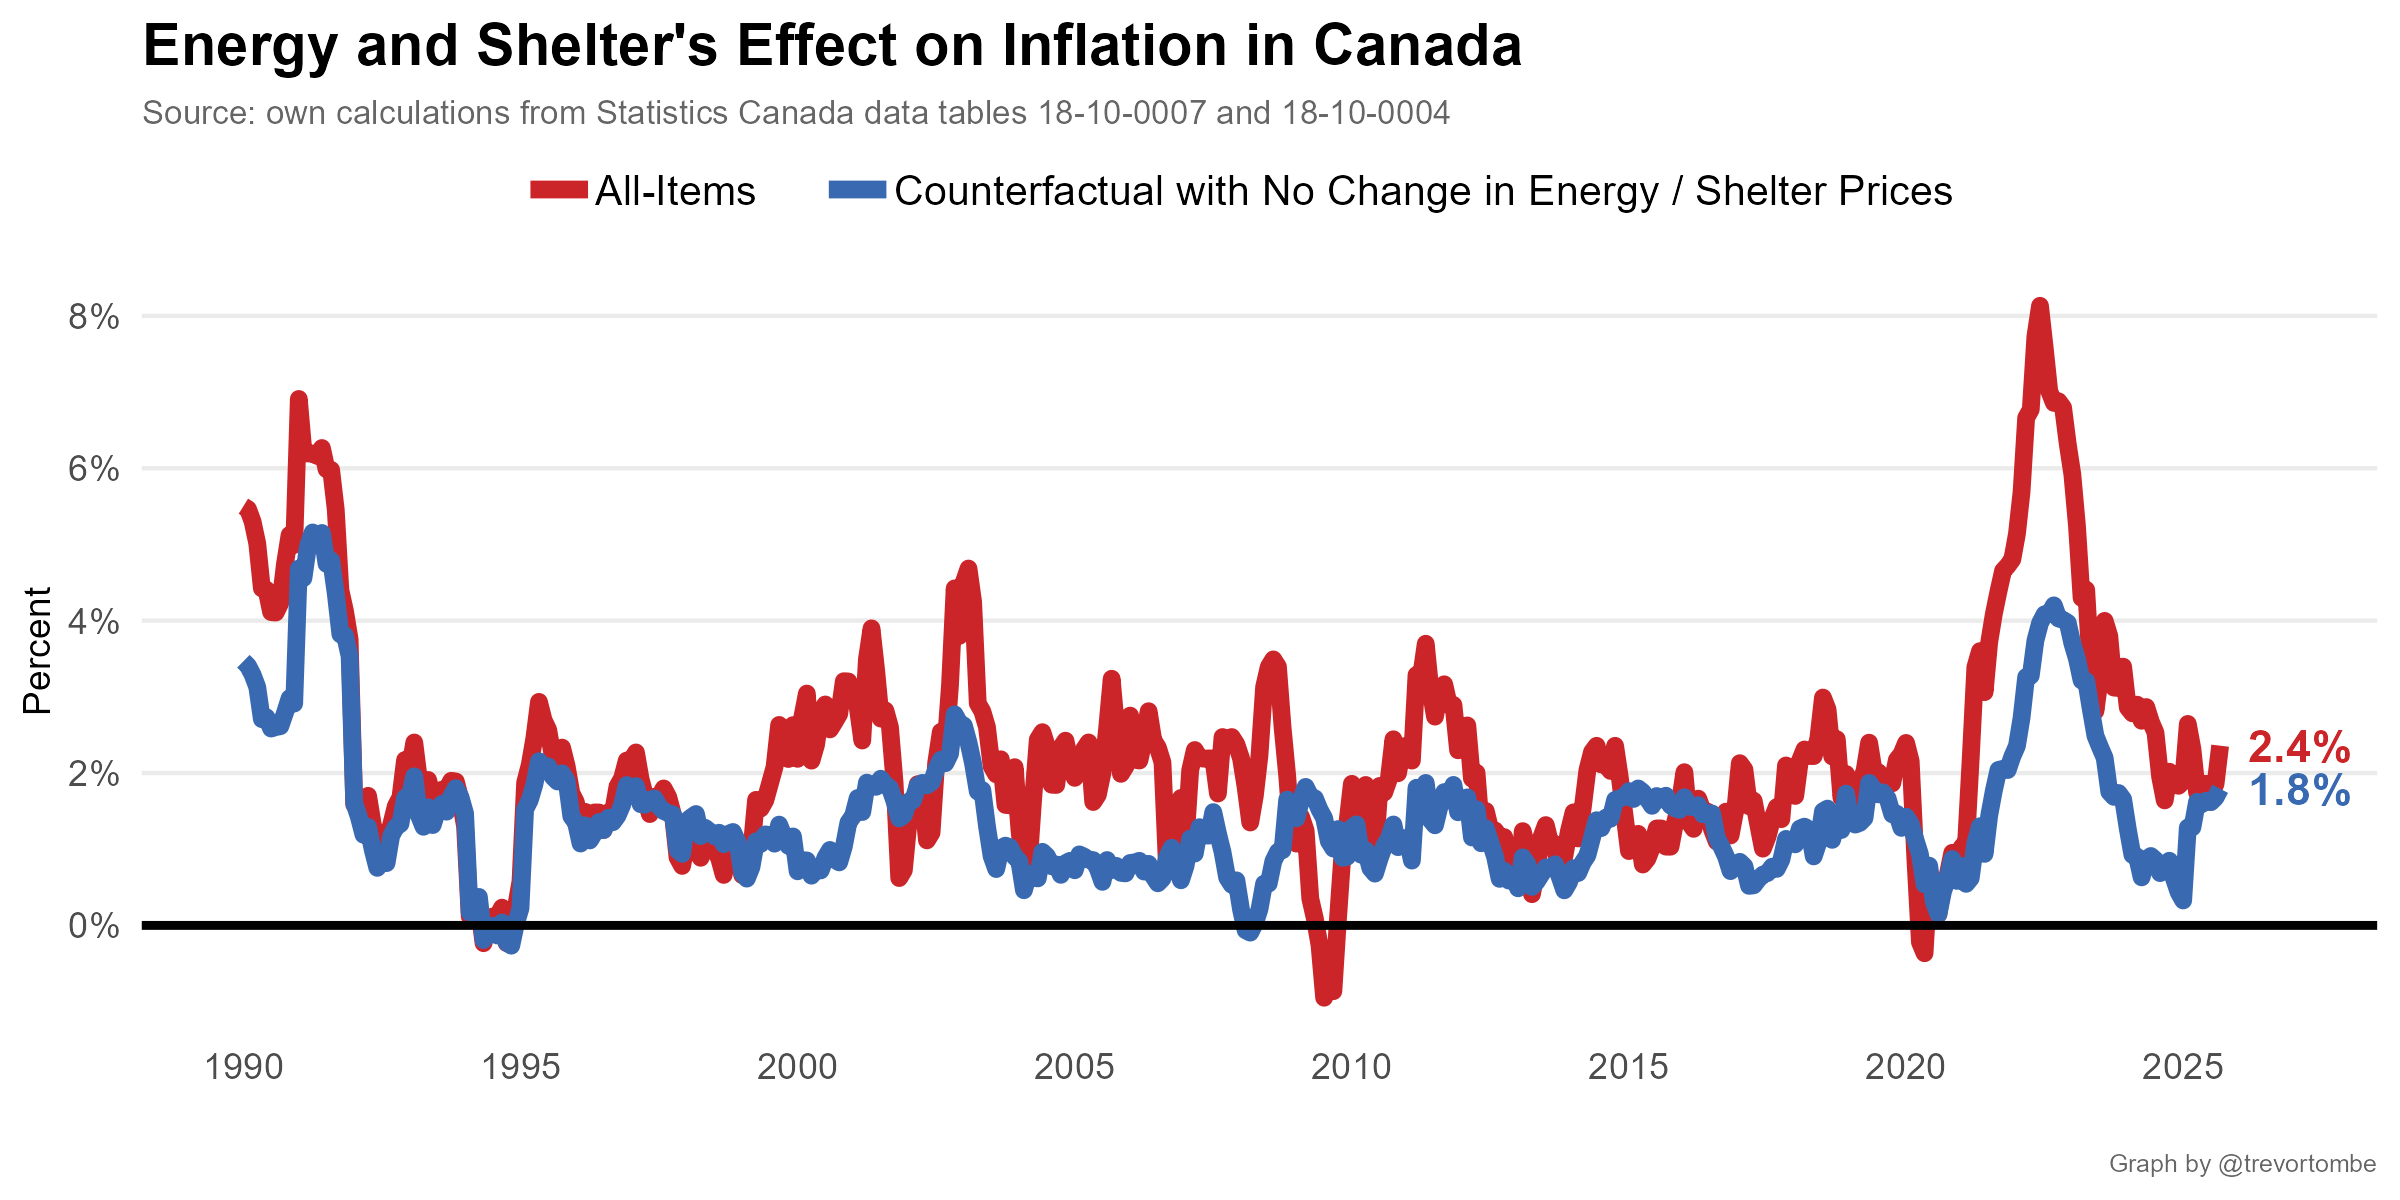 Energy and Shelter's Effect on Inflation in Canada
Source: own calculations from Statistics Canada data tables 18-10-0007 and 18-10-0004
All-Items
Counterfactual with No Change in Energy / Shelter Prices
Percent
8%
6%
4%
2%
0%
2.4%
1.8%
1990
1995
2000
2005
2010
2015
2020
2025
Graph by @trevortombe